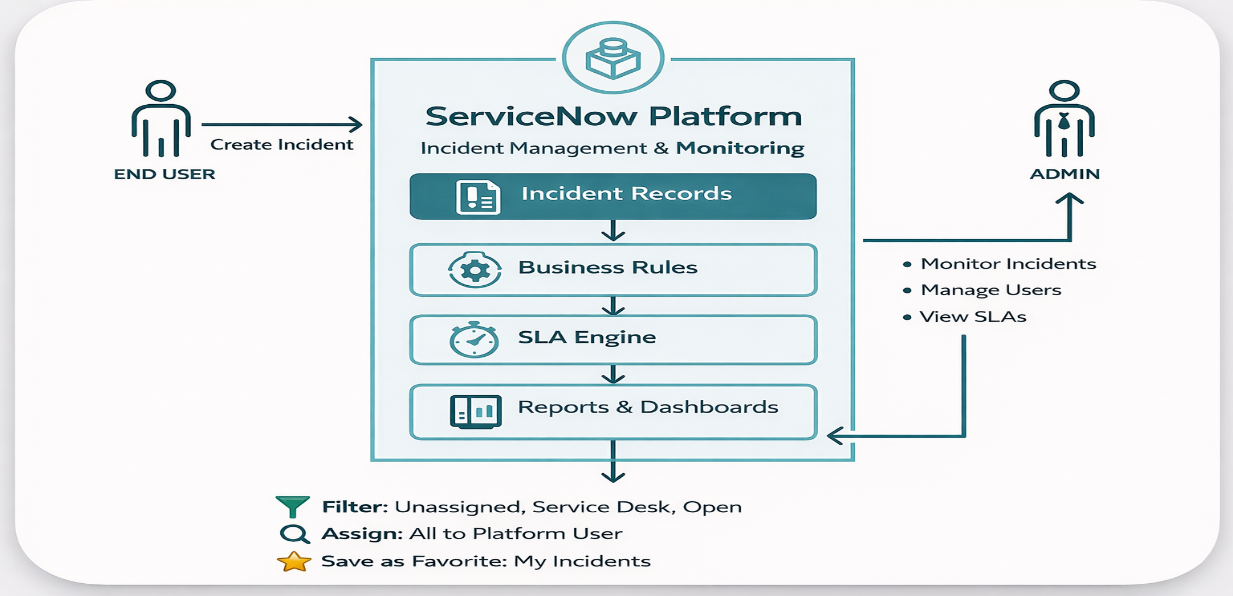 ServiceNow Platform
Incident Management & Monitoring
END USER
Create Incident
ADMIN
Incident Records
Business Rules
SLA Engine
Reports & Dashboards
• Monitor Incidents
• Manage Users
• View SLAs
Filter: Unassigned, Service Desk, Open
Assign: All to Platform User
Save as Favorite: My Incidents